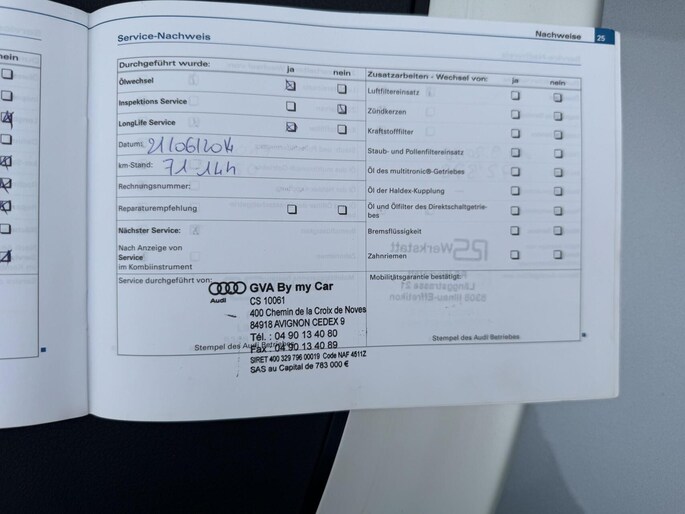 Service-Nachweis
Nachweise 25
Durchgeführt wurde: ja nein
Ölwechsel
Inspektions Service
LongLife Service
Datum:
km-Stand: 71 144
Rechnungsnummer:
Reparaturempfehlung
Nächster Service:
Nach Anzeige von
Service
im Kombiinstrument
Zusatzarbeiten - Wechsel von: ja nein
Luftfiltereinsatz
Zündkerzen
Kraftstofffilter
Staub- und Pollenfiltereinsatz
Öl des multitronic®-Getriebes
Öl der Haldex-Kupplung
Öl und Ölfilter des Direktschaltgetrie-
bes
Bremsflüssigkeit
Zahnriemen
Service durchgeführt von:
Audi
GVA By my Car
CS 10061
400 Chemin de la Croix de Noves
84918 AVIGNON CEDEX 9
Tél. : 04 90 13 40 80
Fax : 04 90 13 40 89
SIRET 400 329 796 00019 Code NAF 4511Z
SAS au Capital de 783 000 €
Stempel des Audi Betriebes
Mobilitätsgarantie bestätigt:
Stempel des Audi Betriebes
nein